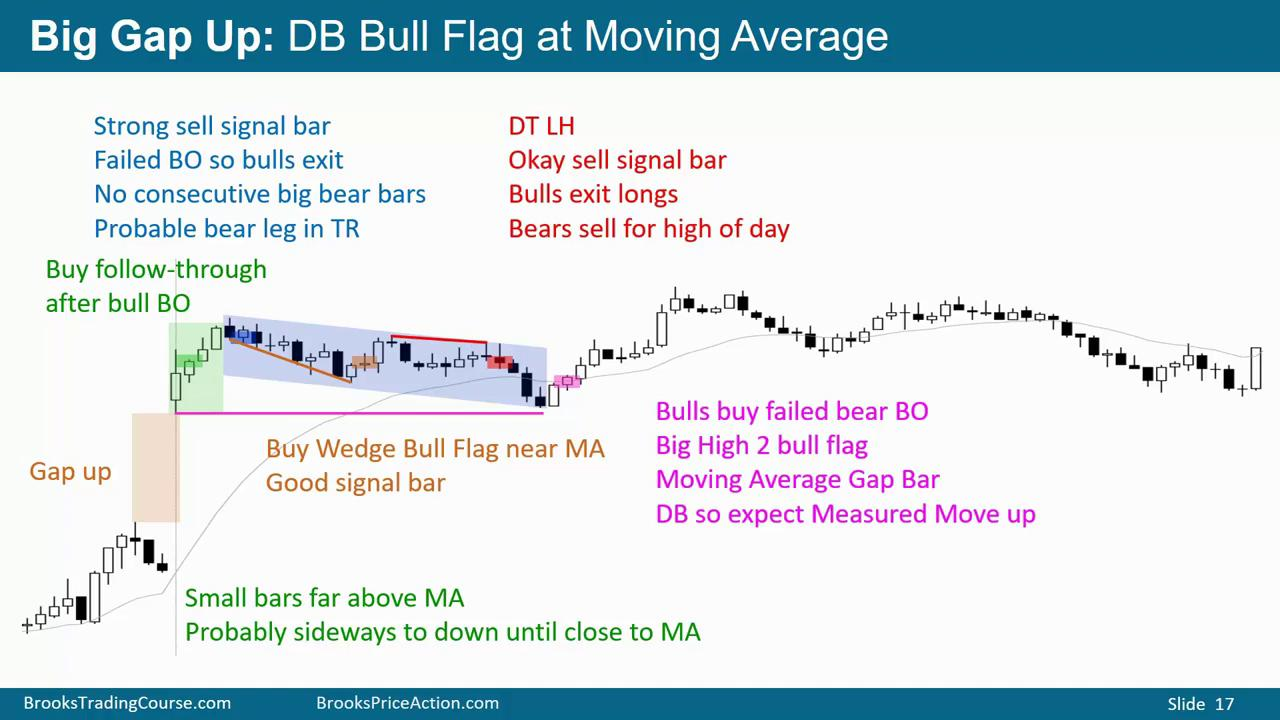 Big Gap Up: DB Bull Flag at Moving Average
Strong sell signal bar
Failed BO so bulls exit
No consecutive big bear bars
Probable bear leg in TR
DT LH
Okay sell signal bar
Bulls exit longs
Bears sell for high of day
Buy follow-through
after bull BO
Gap up
Buy Wedge Bull Flag near MA
Good signal bar
Bulls buy failed bear BO
Big High 2 bull flag
Moving Average Gap Bar
DB so expect Measured Move up
Small bars far above MA
Probably sideways to down until close to MA
BrooksTradingCourse.com
BrooksPriceAction.com
Slide 17